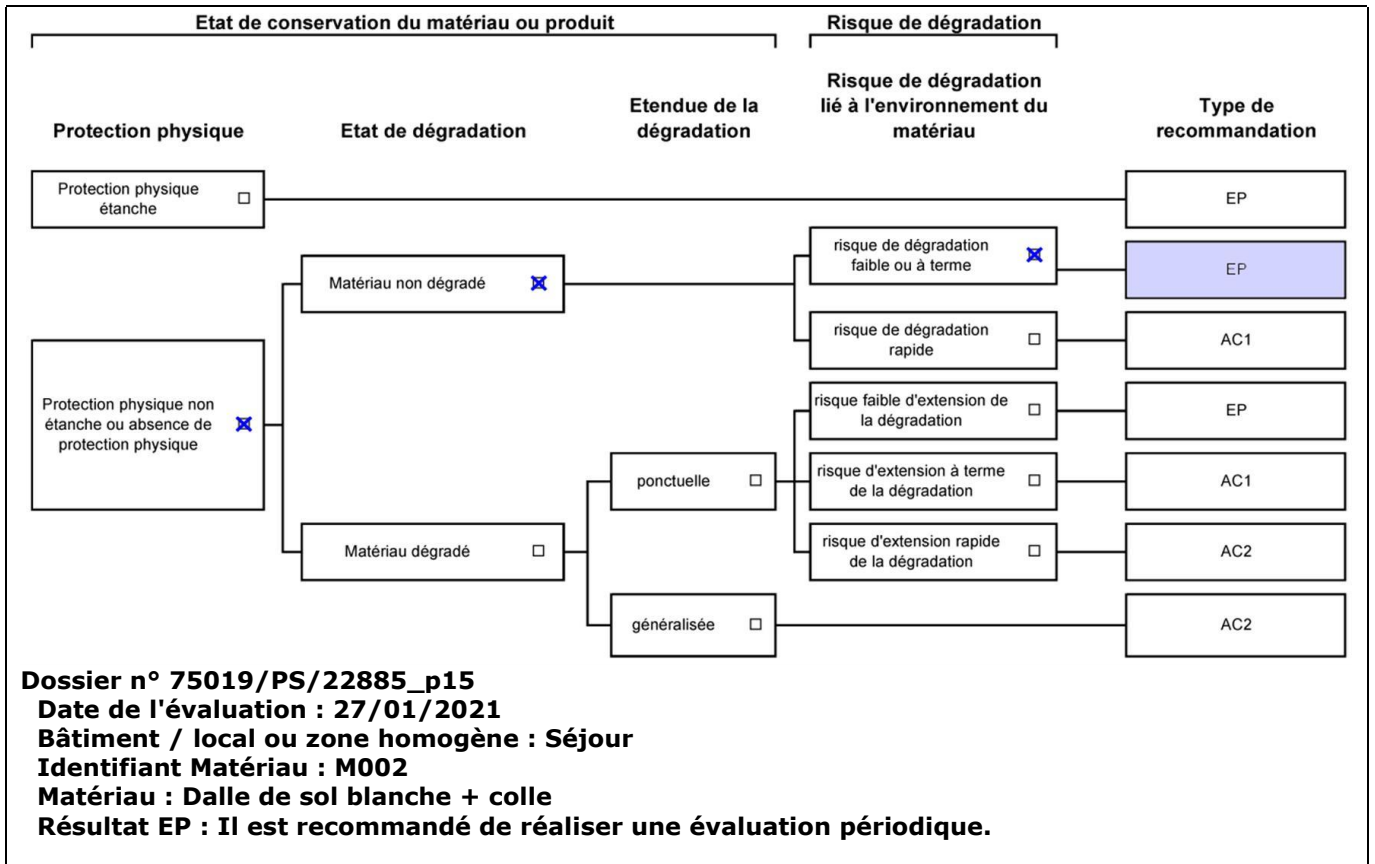 Etat de conservation du matériau ou produit
Risque de dégradation
Protection physique
Etat de dégradation
Etendue de la
dégradation
Risque de dégradation
lié à l'environnement du
matériau
Type de
recommandation
Protection physique
étanche
EP
risque de dégradation
faible ou à terme
EP
Matériau non dégradé
risque de dégradation
rapide
AC1
Protection physique non
étanche ou absence de
protection physique
risque faible d'extension de
la dégradation
EP
ponctuelle
risque d'extension à terme
de la dégradation
AC1
Matériau dégradé
risque d'extension rapide
de la dégradation
AC2
généralisée
AC2
Dossier n° 75019/PS/22885_p15
Date de l'évaluation : 27/01/2021
Bâtiment / local ou zone homogène : Séjour
Identifiant Matériau : M002
Matériau : Dalle de sol blanche + colle
Résultat EP : Il est recommandé de réaliser une évaluation périodique.